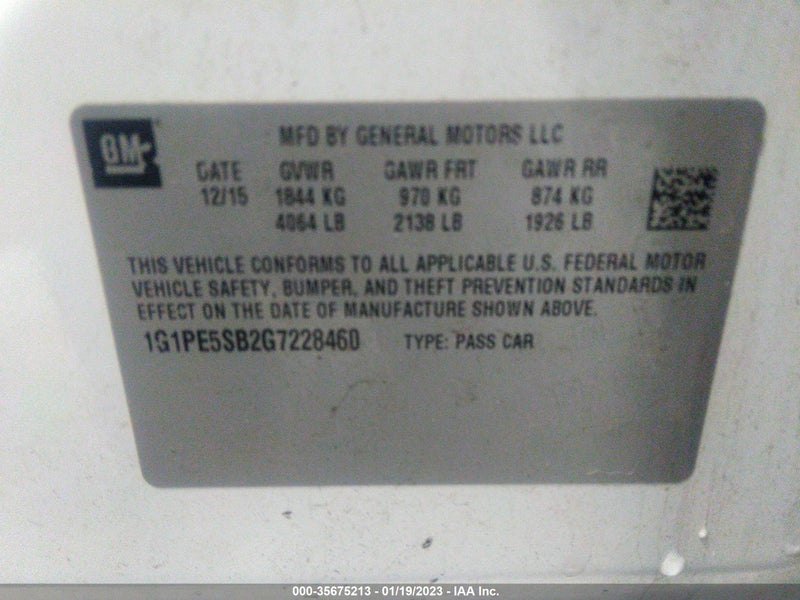 GM
MFD BY GENERAL MOTORS LLC
DATE GVWR GAWR FRT GAWR RR
12/15 1844 KG 970 KG 874 KG
4064 LB 2138 LB 1926 LB
THIS VEHICLE CONFORMS TO ALL APPLICABLE U.S. FEDERAL MOTOR
VEHICLE SAFETY, BUMPER, AND THEFT PREVENTION STANDARDS IN
EFFECT ON THE DATE OF MANUFACTURE SHOWN ABOVE.
1G1PE5SB2G7228460 TYPE: PASS CAR
000-35675213 - 01/19/2023 - IAA Inc.